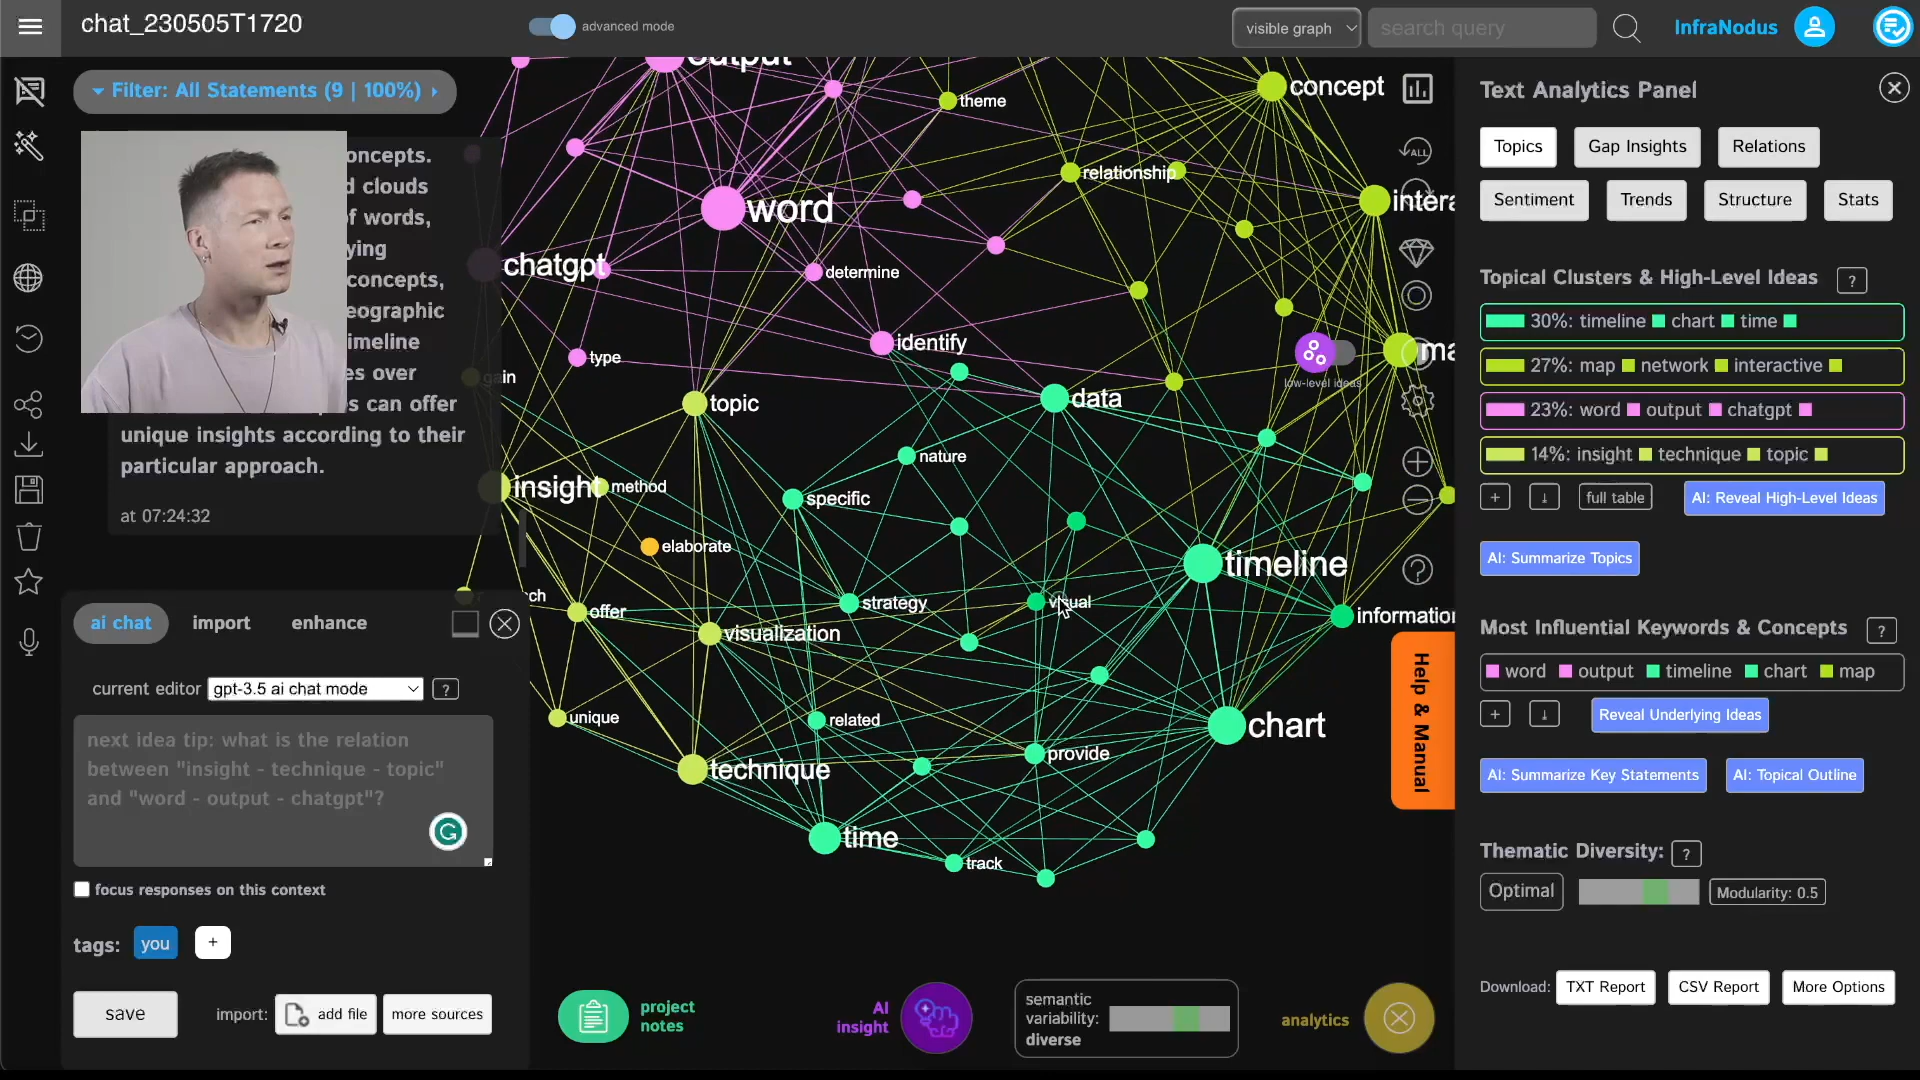 chat_230505T1720
advanced mode
visible graph
search query
InfraNodus
Filter: All Statements (9 | 100%)
oncepts.
d clouds
f words,
ying
concepts,
eographic
imeline
es over
s can offer
unique insights according to their
particular approach.
at 07:24:32
ai chat
import
enhance
current editor
gpt-3.5 ai chat mode
?
next idea tip: what is the relation
between "insight - technique - topic"
and "word - output - chatgpt"?
focus responses on this context
tags:
you
+
save
import:
add file
more sources
output
theme
concept
relationship
intera
word
chatgpt
determine
identify
type
ma
low-level ideas
gain
topic
data
nature
insight
method
specific
elaborate
timeline
ch
offer
strategy
visual
information
visualization
unique
related
chart
provide
technique
time
track
ALL
Help & Manual
project
notes
AI
insight
semantic
variability:
diverse
analytics
Text Analytics Panel
Topics
Gap Insights
Relations
Sentiment
Trends
Structure
Stats
Topical Clusters & High-Level Ideas
?
30%: timeline chart time
27%: map network interactive
23%: word output chatgpt
14%: insight technique topic
+
full table
AI: Reveal High-Level Ideas
AI: Summarize Topics
Most Influential Keywords & Concepts
?
word output timeline chart map
+
Reveal Underlying Ideas
AI: Summarize Key Statements
AI: Topical Outline
Thematic Diversity:
?
Optimal
Modularity: 0.5
Download:
TXT Report
CSV Report
More Options